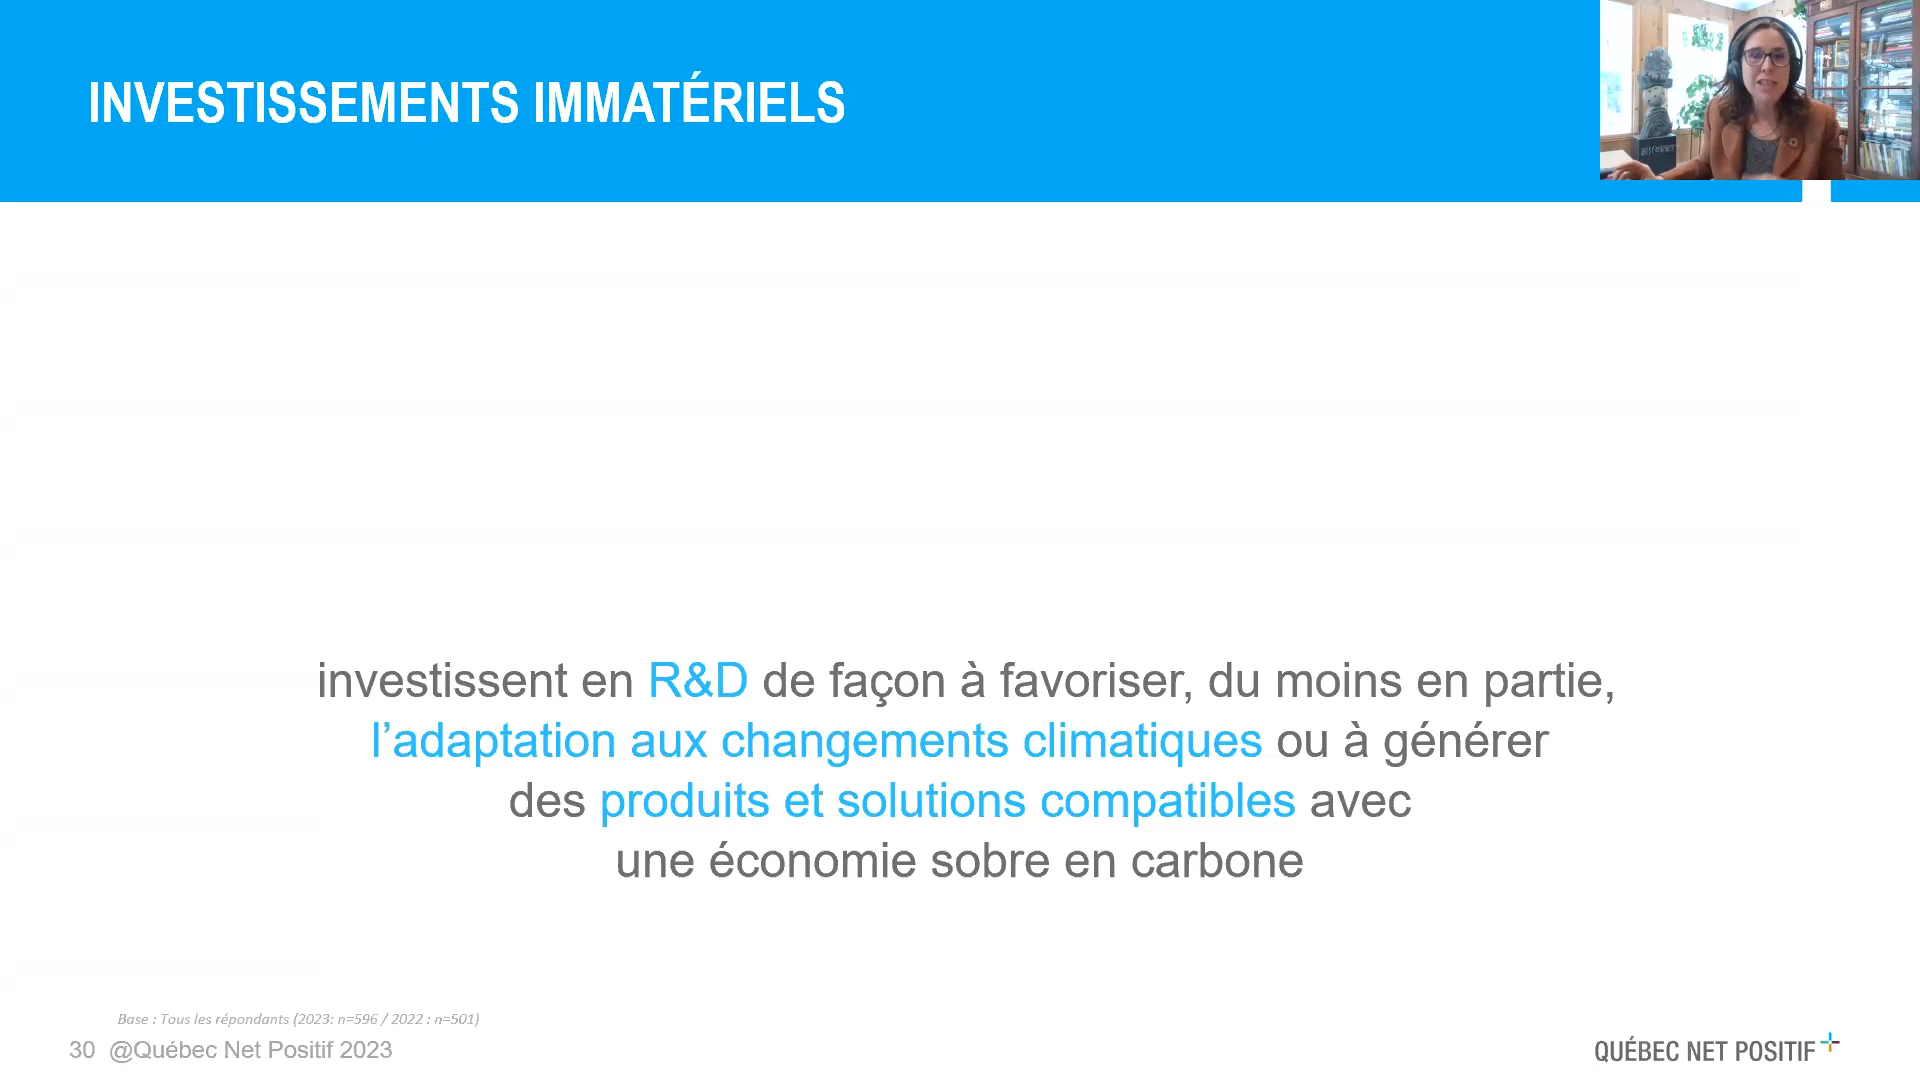 INVESTISSEMENTS IMMATÉRIELS
investissent en R&D de façon à favoriser, du moins en partie,
l’adaptation aux changements climatiques ou à générer
des produits et solutions compatibles avec
une économie sobre en carbone
Base : Tous les répondants (2023: n=596 / 2022 : n=501)
30 @Québec Net Positif 2023
QUÉBEC NET POSITIF